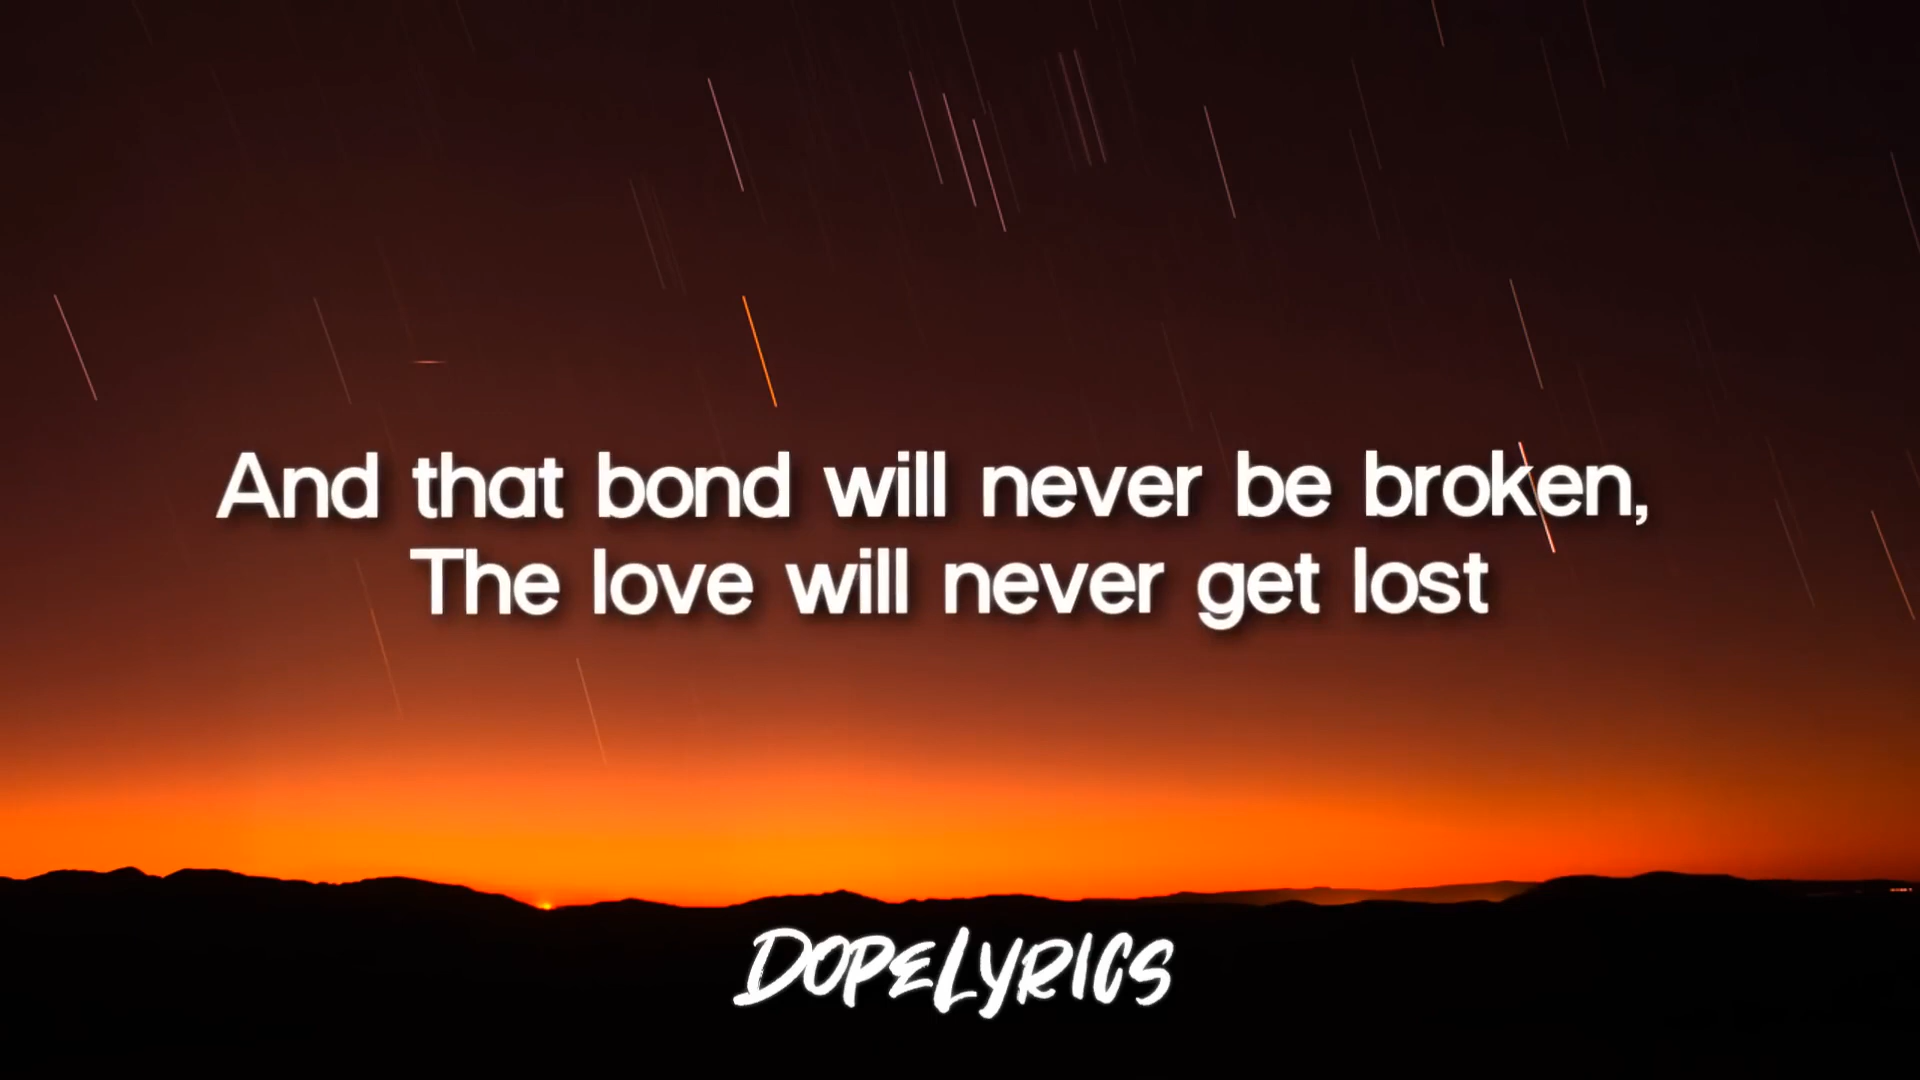 And that bond will never be broken,
The love will never get lost
DOPELYRICS